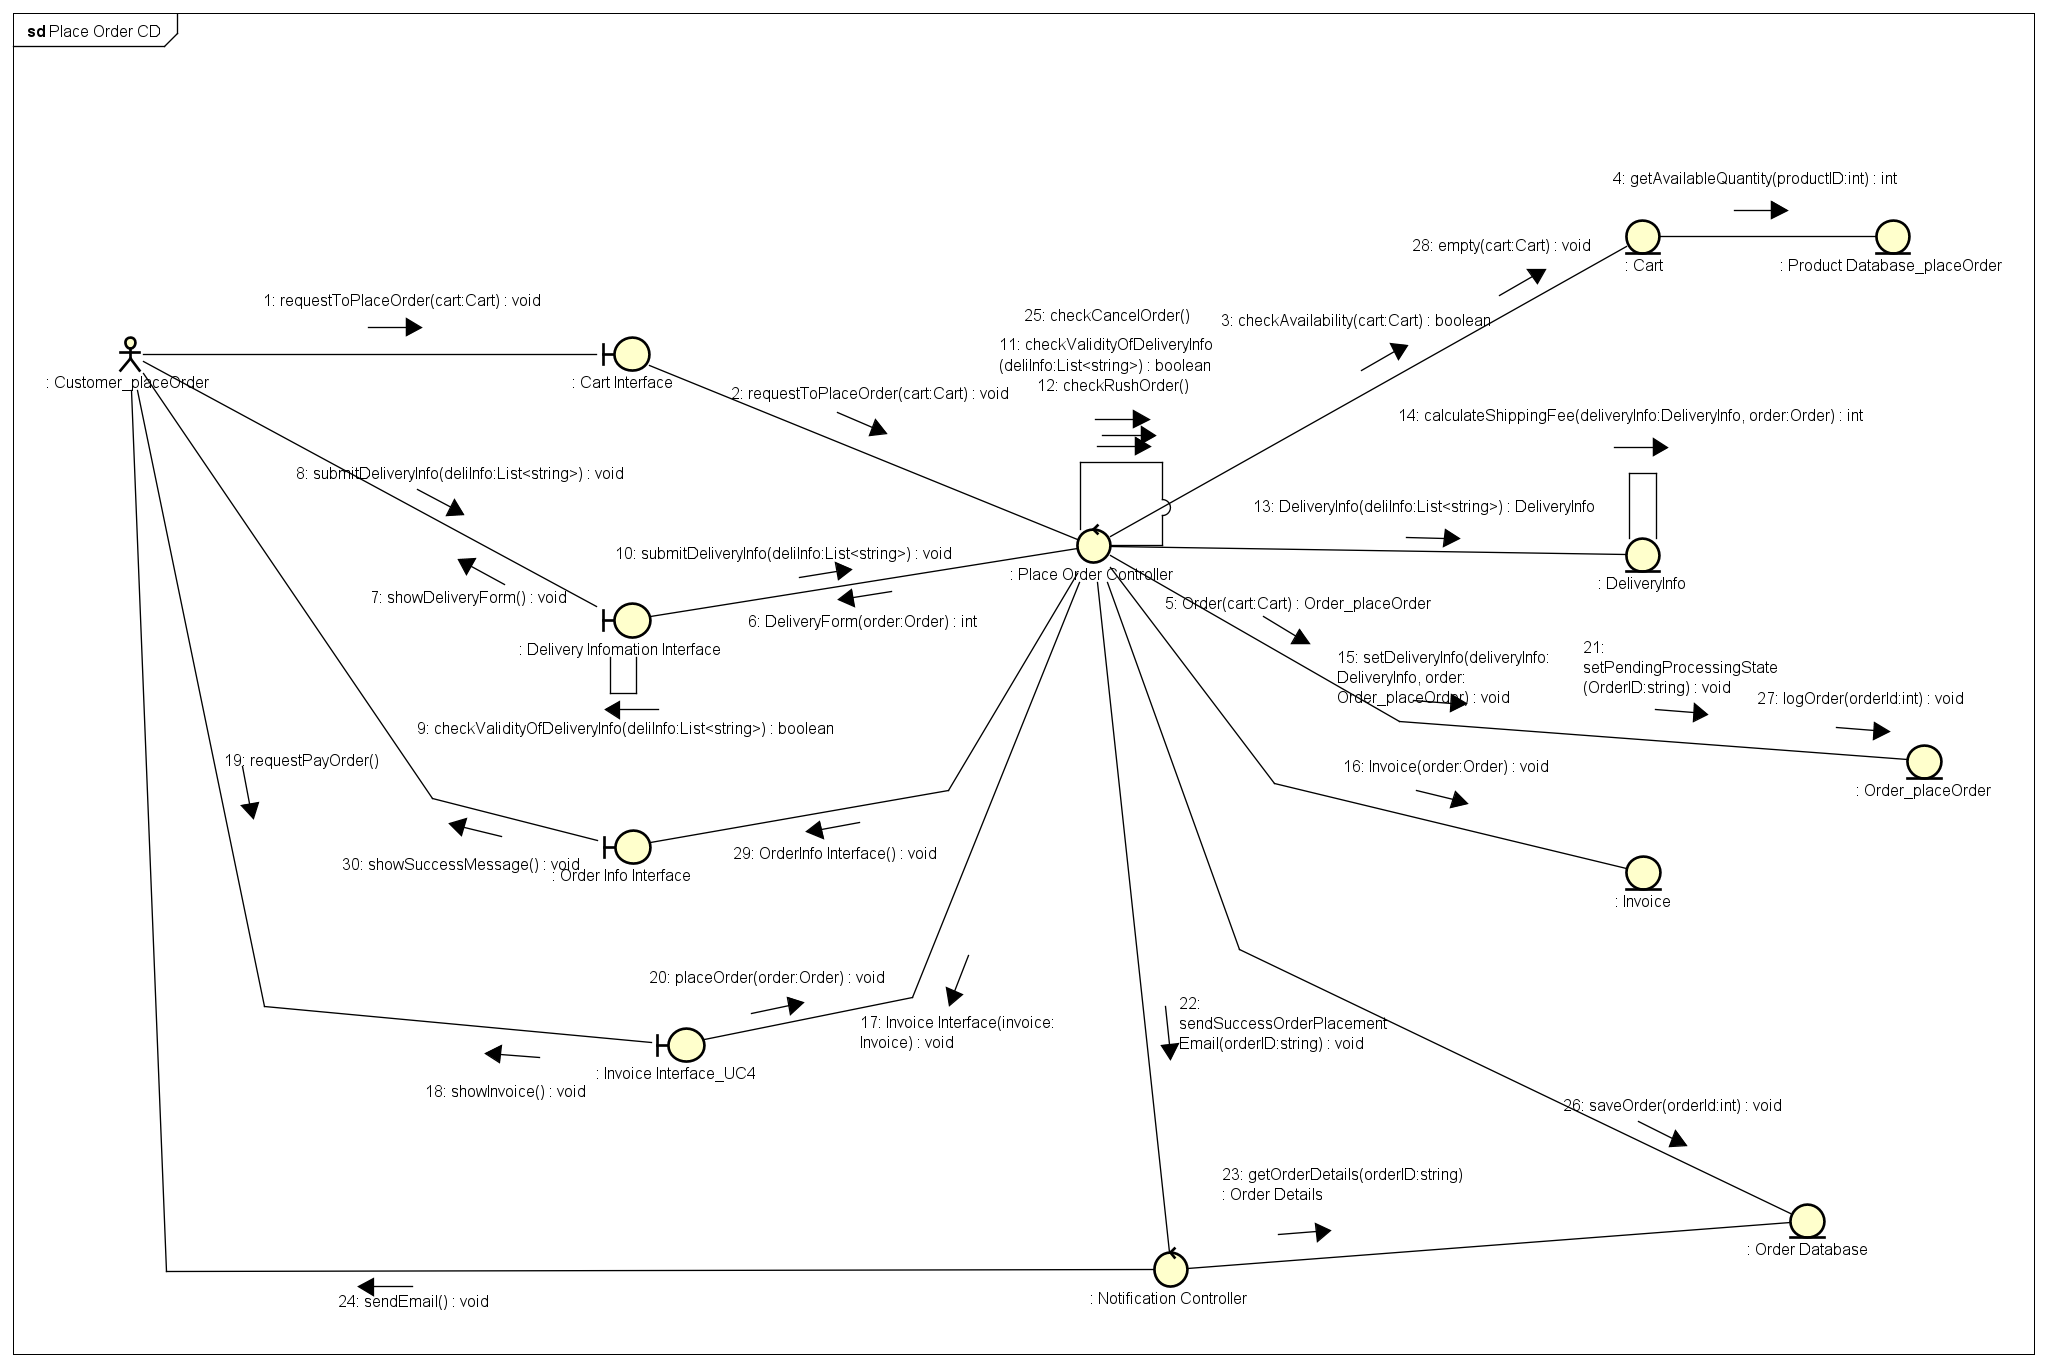 sd Place Order CD
4: getAvailableQuantity(productID:int) : int
28: empty(cart:Cart) : void
: Cart
: Product Database_placeOrder
1: requestToPlaceOrder(cart:Cart) : void
25: checkCancelOrder()
3: checkAvailability(cart:Cart) : boolean
11: checkValidityOfDeliveryInfo
(deliInfo:List<string>) : boolean
12: checkRushOrder()
: Customer_placeOrder
: Cart Interface
2: requestToPlaceOrder(cart:Cart) : void
14: calculateShippingFee(deliveryInfo:DeliveryInfo, order:Order) : int
8: submitDeliveryInfo(deliInfo:List<string>) : void
13: DeliveryInfo(deliInfo:List<string>) : DeliveryInfo
10: submitDeliveryInfo(deliInfo:List<string>) : void
: Place Order Controller
: DeliveryInfo
7: showDeliveryForm() : void
5: Order(cart:Cart) : Order_placeOrder
6: DeliveryForm(order:Order) : int
: Delivery Infomation Interface
15: setDeliveryInfo(deliveryInfo:
DeliveryInfo, order:
Order_placeOrder) : void
21:
setPendingProcessingState
(OrderID:string) : void
27: logOrder(orderId:int) : void
9: checkValidityOfDeliveryInfo(deliInfo:List<string>) : boolean
19: requestPayOrder()
16: Invoice(order:Order) : void
: Order_placeOrder
29: OrderInfo Interface() : void
30: showSuccessMessage() : void
: Order Info Interface
: Invoice
20: placeOrder(order:Order) : void
17: Invoice Interface(invoice:
Invoice) : void
22:
sendSuccessOrderPlacement
Email(orderID:string) : void
: Invoice Interface_UC4
18: showInvoice() : void
26: saveOrder(orderId:int) : void
23: getOrderDetails(orderID:string)
: Order Details
: Order Database
: Notification Controller
24: sendEmail() : void